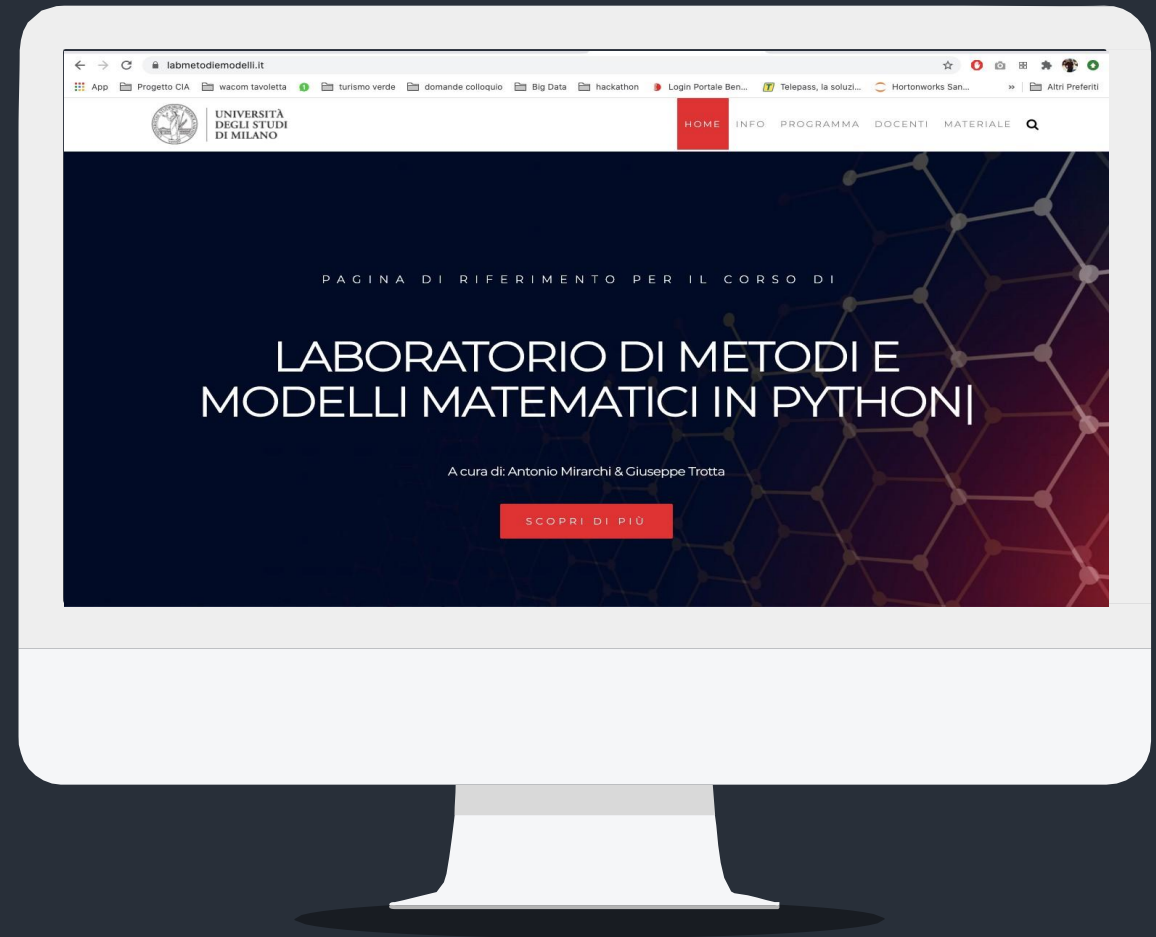 labmetodiemodelli.it
App Progetto CIA wacom tavoletta turismo verde domande colloquio Big Data hackathon Login Portale Ben... Telepass, la soluzi... Hortonworks San... » Altri Preferiti
UNIVERSITÀ
DEGLI STUDI
DI MILANO
HOME INFO PROGRAMMA DOCENTI MATERIALE
PAGINA DI RIFERIMENTO PER IL CORSO DI
LABORATORIO DI METODI E
MODELLI MATEMATICI IN PYTHON|
A cura di: Antonio Mirarchi & Giuseppe Trotta
SCOPRI DI PIÙ